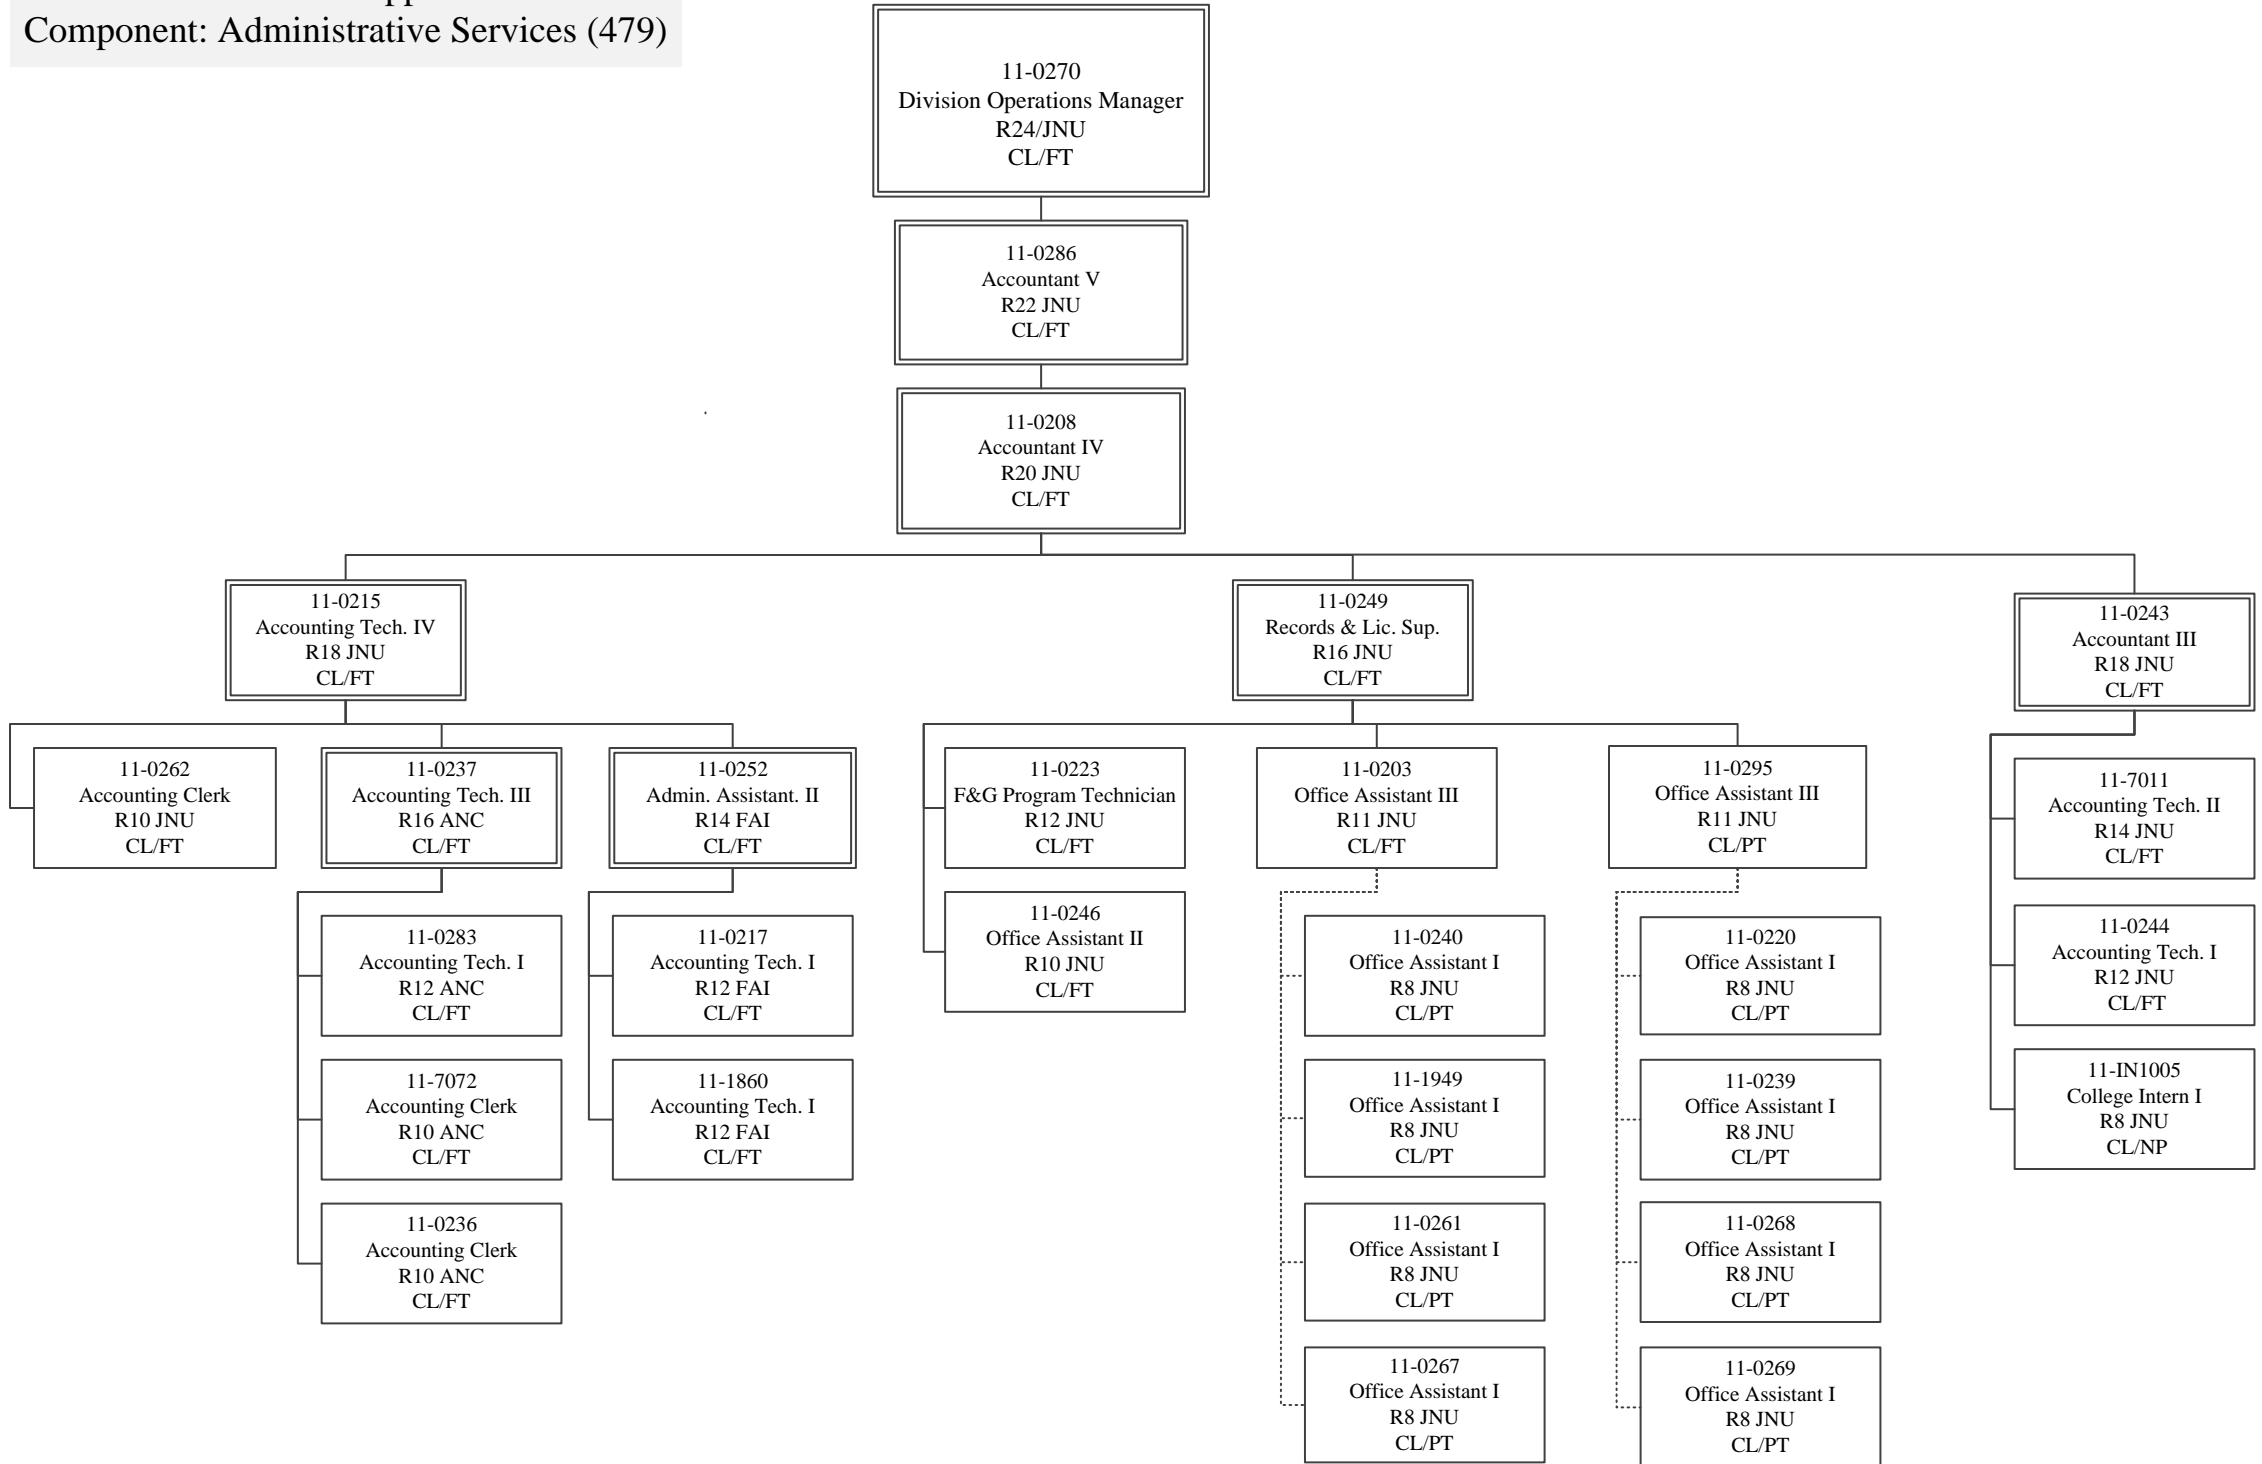 Component: Administrative Services (479)
11-0270
Division Operations Manager
R24/JNU
CL/FT
11-0286
Accountant V
R22 JNU
CL/FT
11-0208
Accountant IV
R20 JNU
CL/FT
11-0215
Accounting Tech. IV
R18 JNU
CL/FT
11-0249
Records & Lic. Sup.
R16 JNU
CL/FT
11-0243
Accountant III
R18 JNU
CL/FT
11-0262
Accounting Clerk
R10 JNU
CL/FT
11-0237
Accounting Tech. III
R16 ANC
CL/FT
11-0252
Admin. Assistant. II
R14 FAI
CL/FT
11-0223
F&G Program Technician
R12 JNU
CL/FT
11-0203
Office Assistant III
R11 JNU
CL/FT
11-0295
Office Assistant III
R11 JNU
CL/PT
11-7011
Accounting Tech. II
R14 JNU
CL/FT
11-0283
Accounting Tech. I
R12 ANC
CL/FT
11-0217
Accounting Tech. I
R12 FAI
CL/FT
11-0246
Office Assistant II
R10 JNU
CL/FT
11-0240
Office Assistant I
R8 JNU
CL/PT
11-0220
Office Assistant I
R8 JNU
CL/PT
11-0244
Accounting Tech. I
R12 JNU
CL/FT
11-7072
Accounting Clerk
R10 ANC
CL/FT
11-1860
Accounting Tech. I
R12 FAI
CL/FT
11-1949
Office Assistant I
R8 JNU
CL/PT
11-0239
Office Assistant I
R8 JNU
CL/PT
11-IN1005
College Intern I
R8 JNU
CL/NP
11-0236
Accounting Clerk
R10 ANC
CL/FT
11-0261
Office Assistant I
R8 JNU
CL/PT
11-0268
Office Assistant I
R8 JNU
CL/PT
11-0267
Office Assistant I
R8 JNU
CL/PT
11-0269
Office Assistant I
R8 JNU
CL/PT